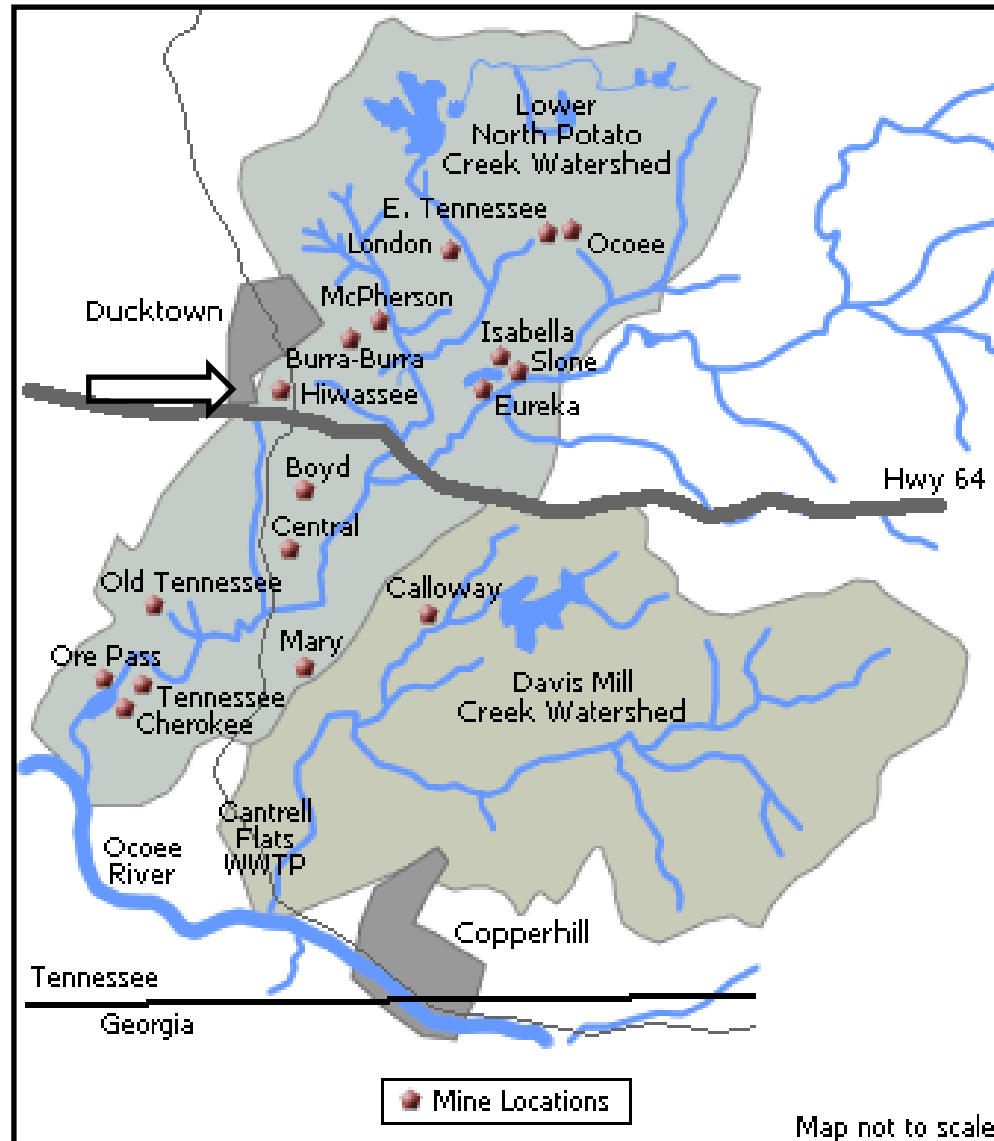 Lower
North Potato
Creek Watershed
E. Tennessee
London
Ocoee
Ducktown
McPherson
Isabella
Burra-Burra
Slone
Hiwassee
Eureka
Boyd
Hwy 64
Central
Old Tennessee
Calloway
Mary
Ore Pass
Tennessee
Cherokee
Davis Mill
Creek Watershed
Cantrell
Flats
WWTP
Ocoee
River
Copperhill
Tennessee
Georgia
Mine Locations
Map not to scale